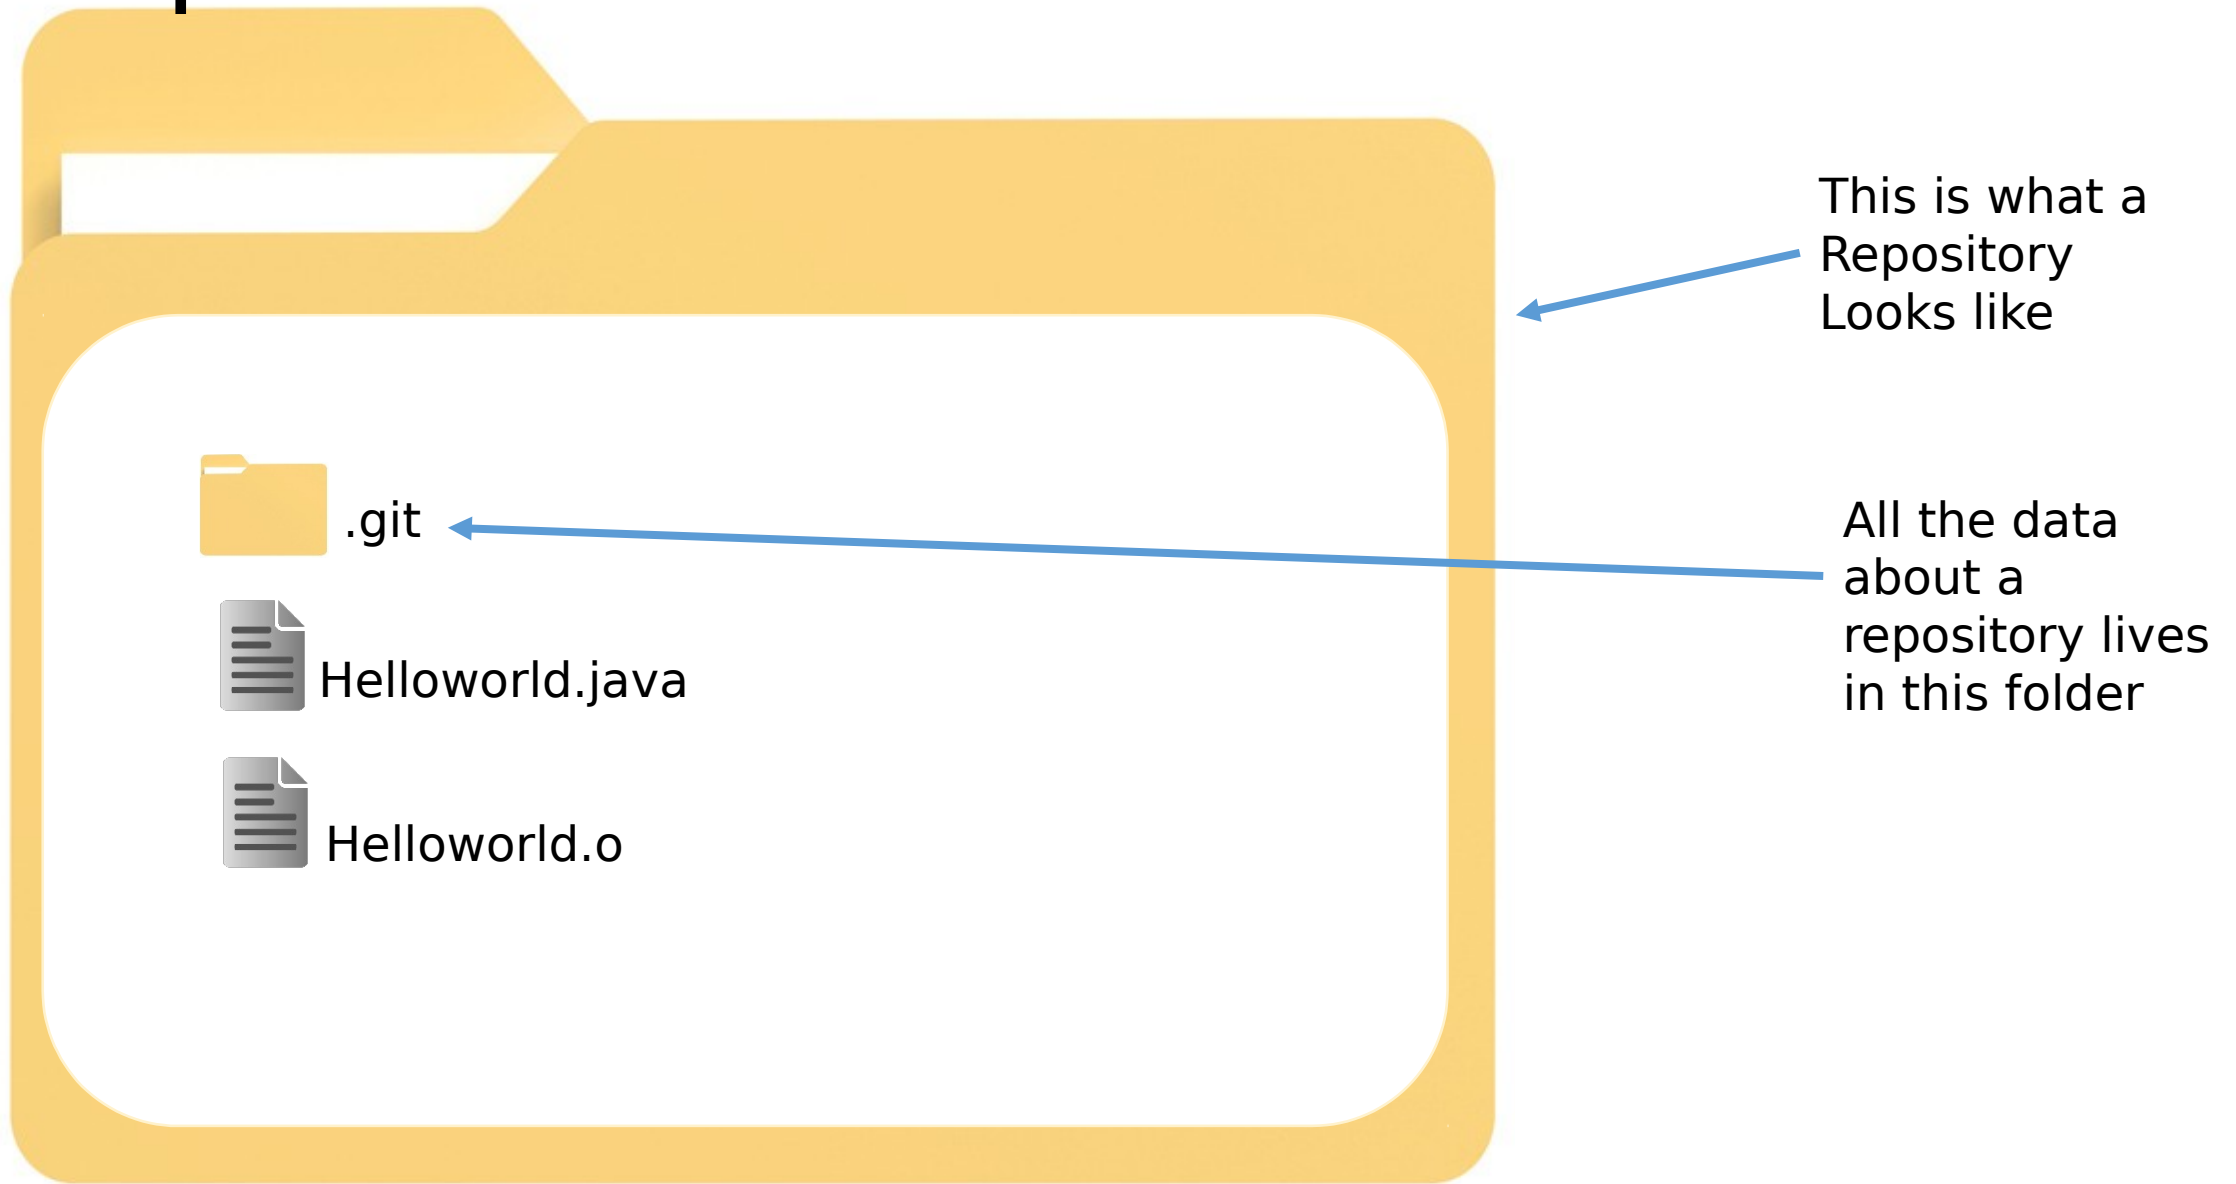 This is what a
Repository
Looks like
.git
All the data
about a
repository lives
in this folder
Helloworld.java
Helloworld.o